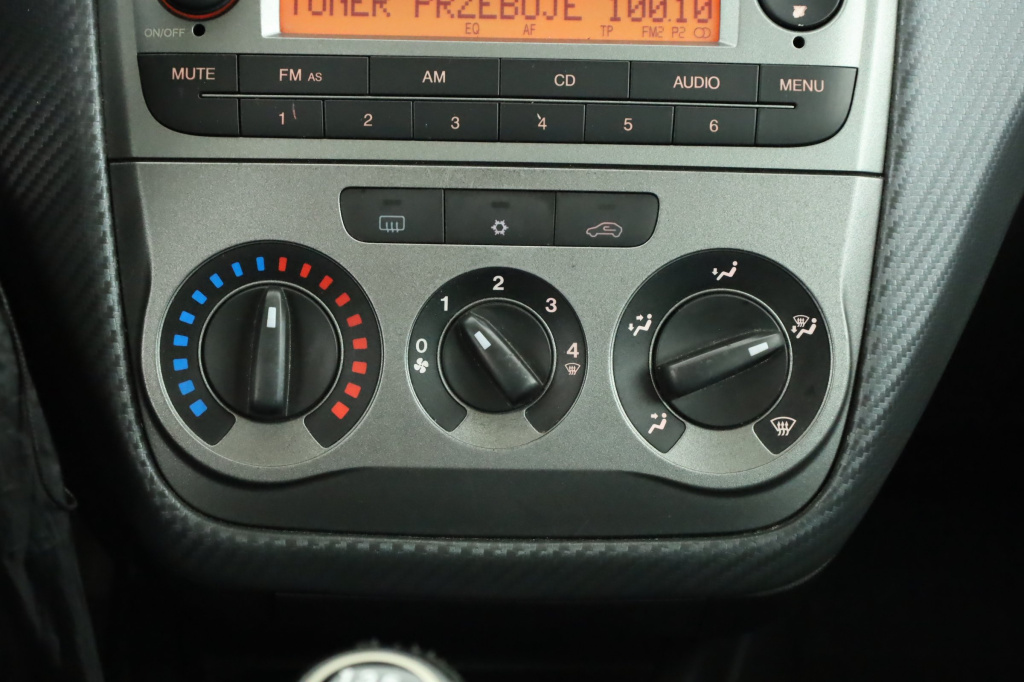 TUNER PRZEBOJE 100.10
EQ AF TP FM2 P2
ON/OFF
MUTE FM AS AM CD AUDIO MENU
1 2 3 4 5 6
2
1 3
0 4